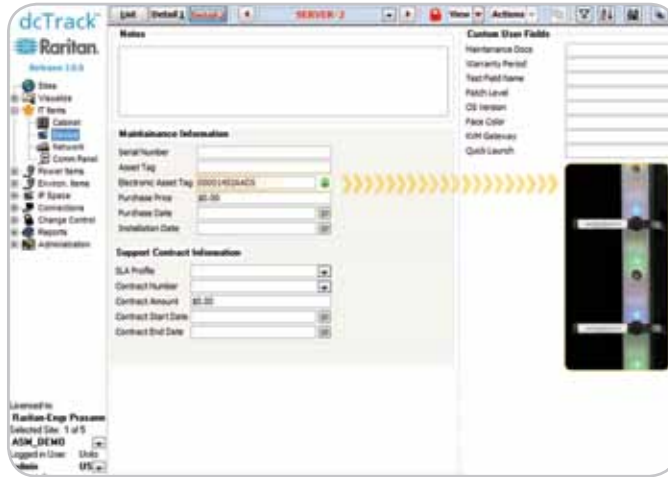 dcTrack
Raritan.
Release 3.0.0
Sites
Visualize
IT Items
Cabinet
Device
Network
Comm Panel
Power Items
Environ. Items
IP Space
Connections
Change Control
Reports
Administration
Licensed to
Raritan-Engr Prasann
Selected Site: 1 of 5
ASM_DEMO
Logged in User Units
admin US
List Detail 1 Detail 2 SERVER-2 View Actions
Notes
Maintainance Information
Serial Number
Asset Tag
Electronic Asset Tag
Purchase Price $0.00
Purchase Date
Installation Date
Support Contract Information
SLA Profile
Contract Number
Contract Amount $0.00
Contract Start Date
Contract End Date
Custom User Fields
Maintenance Docs
Warranty Period
Test Field Name
Patch Level
OS Version
Face Color
KVM Gateway
Quick Launch